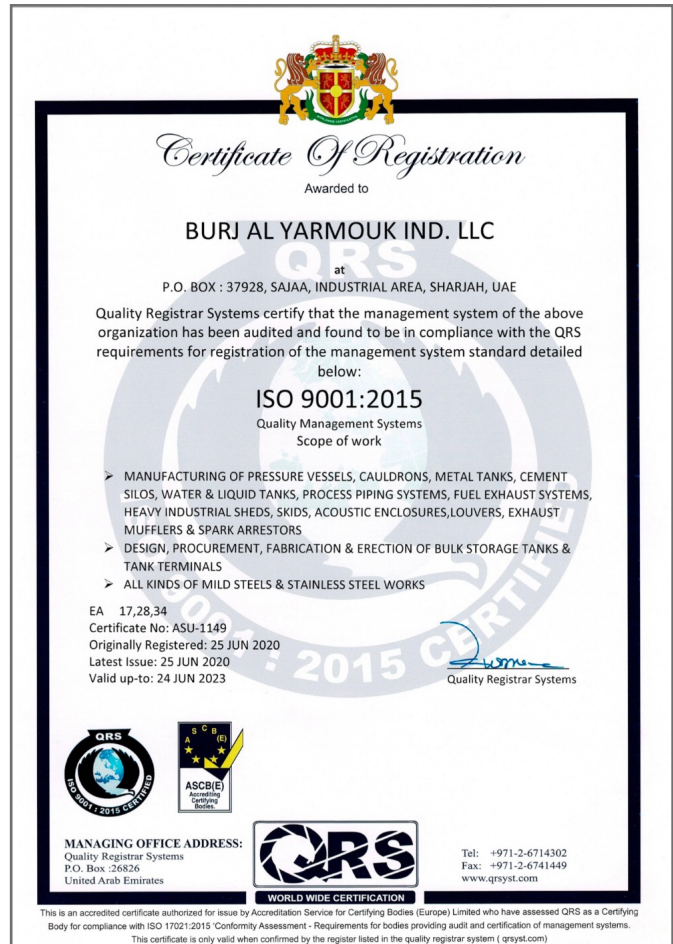 WORLDWIDE CERTIFICATION
Certificate Of Registration
Awarded to
BURJ AL YARMOUK IND. LLC
at
P.O. BOX : 37928, SAJAA, INDUSTRIAL AREA, SHARJAH, UAE
Quality Registrar Systems certify that the management system of the above
organization has been audited and found to be in compliance with the QRS
requirements for registration of the management system standard detailed
below:
ISO 9001:2015
Quality Management Systems
Scope of work
➢ MANUFACTURING OF PRESSURE VESSELS, CAULDRONS, METAL TANKS, CEMENT
SILOS, WATER & LIQUID TANKS, PROCESS PIPING SYSTEMS, FUEL EXHAUST SYSTEMS,
HEAVY INDUSTRIAL SHEDS, SKIDS, ACOUSTIC ENCLOSURES,LOUVERS, EXHAUST
MUFFLERS & SPARK ARRESTORS
➢ DESIGN, PROCUREMENT, FABRICATION & ERECTION OF BULK STORAGE TANKS &
TANK TERMINALS
➢ ALL KINDS OF MILD STEELS & STAINLESS STEEL WORKS
EA 17,28,34
Certificate No: ASU-1149
Originally Registered: 25 JUN 2020
Latest Issue: 25 JUN 2020
Valid up-to: 24 JUN 2023
Quality Registrar Systems
QRS
ISO 9001 : 2015 CERTIFIED
QRS
ISO 9001 : 2015 CERTIFIED
A S C B (E)
ASCB(E)
Accrediting
Certifying
Bodies.
MANAGING OFFICE ADDRESS:
Quality Registrar Systems
P.O. Box :26826
United Arab Emirates
QRS
WORLD WIDE CERTIFICATION
Tel: +971-2-6714302
Fax: +971-2-6741449
www.qrsyst.com
This is an accredited certificate authorized for issue by Accreditation Service for Certifying Bodies (Europe) Limited who have assessed QRS as a Certifying
Body for compliance with ISO 17021:2015 'Conformity Assessment - Requirements for bodies providing audit and certification of management systems.
This certificate is only valid when confirmed by the register listed in the quality registrar system ( qrsyst.com)